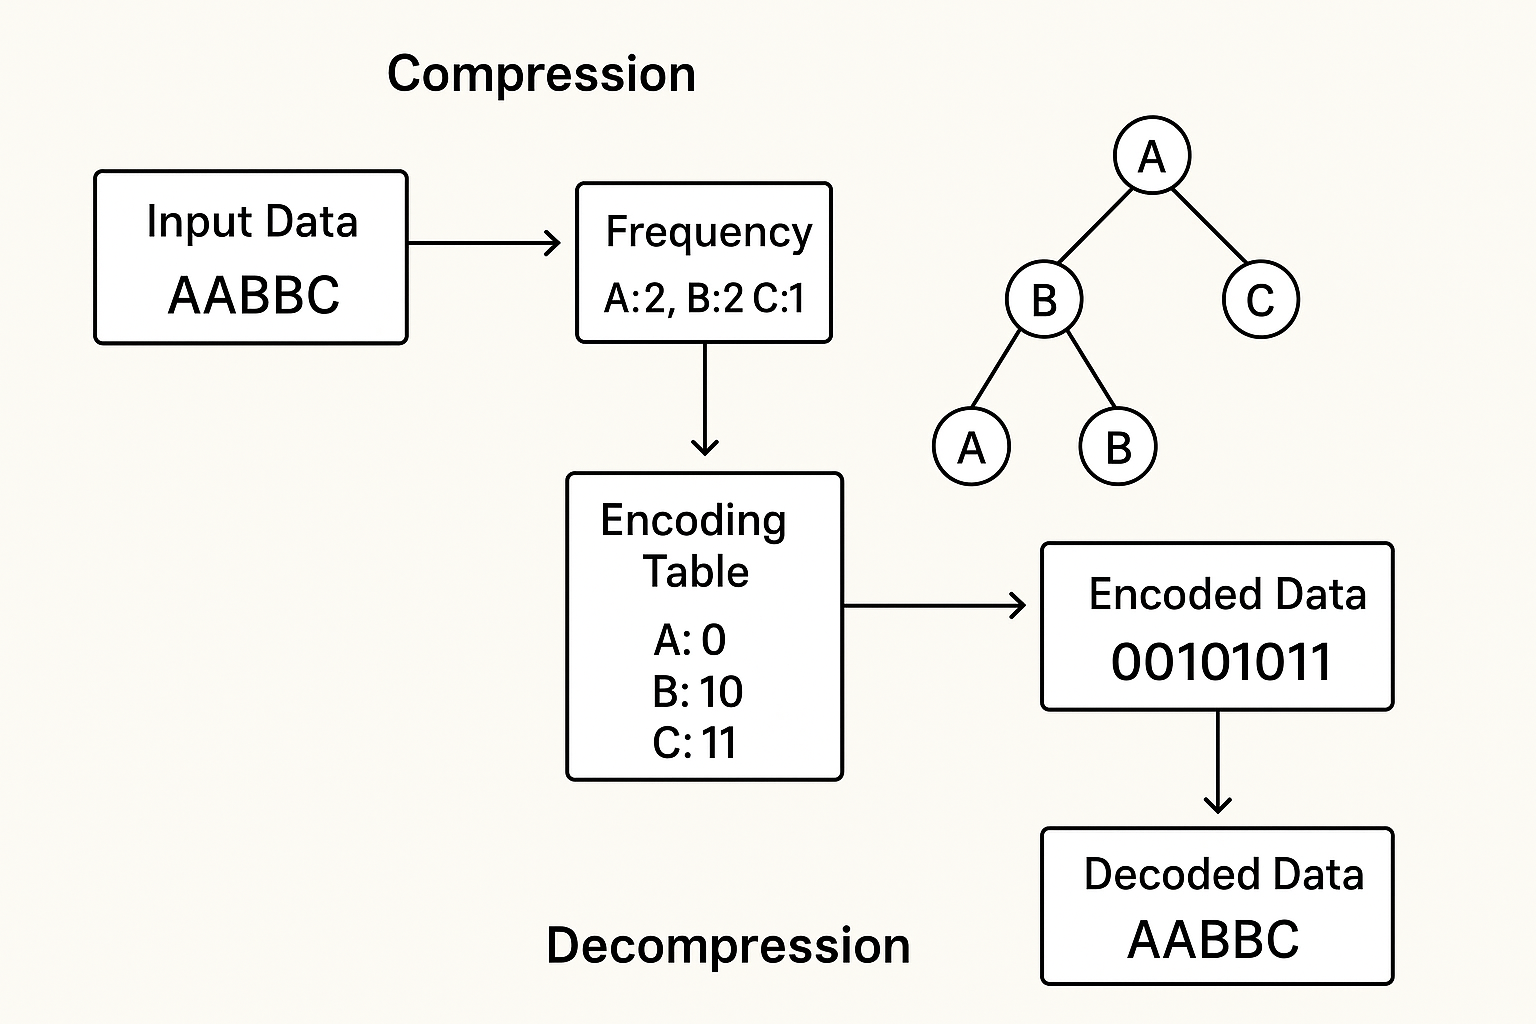 Compression
Input Data
AABBC
Frequency
A:2, B:2 C:1
A
B
C
A
B
Encoding
Table
A: 0
B: 10
C: 11
Encoded Data
00101011
Decoded Data
AABBC
Decompression